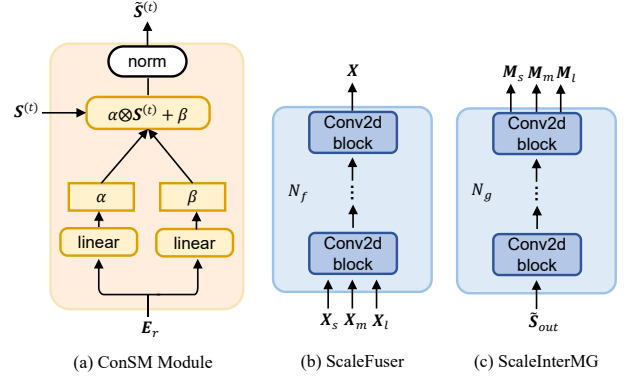 S̃^(t)
norm
S^(t)
α⊗S^(t) + β
α
β
linear
linear
E_r
(a) ConSM Module
X
Conv2d
block
N_f
⋮
Conv2d
block
X_s X_m X_l
(b) ScaleFuser
M_s M_m M_l
Conv2d
block
N_g
⋮
Conv2d
block
S̃_out
(c) ScaleInterMG